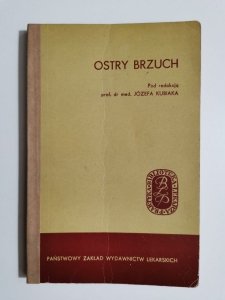 OSTRY BRZUCH
Pod redakcją
prof. dr med. JÓZEFA KUBIAKA
PAŃSTWOWY ZAKŁAD WYDAWNICTW LEKARSKICH